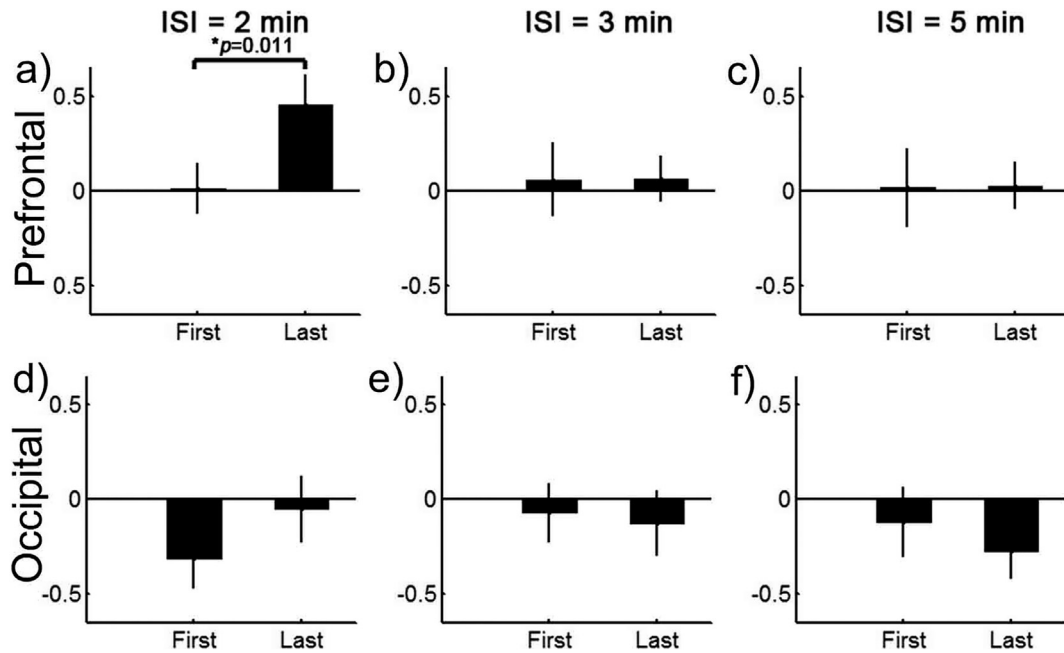 ISI = 2 min
ISI = 3 min
ISI = 5 min
*p=0.011
a)
b)
c)
Prefrontal
0.5
0
0.5
First Last
0.5
0
-0.5
First Last
0.5
0
-0.5
First Last
d)
e)
f)
Occipital
0.5
0
-0.5
First Last
0.5
0
-0.5
First Last
0.5
0
-0.5
First Last